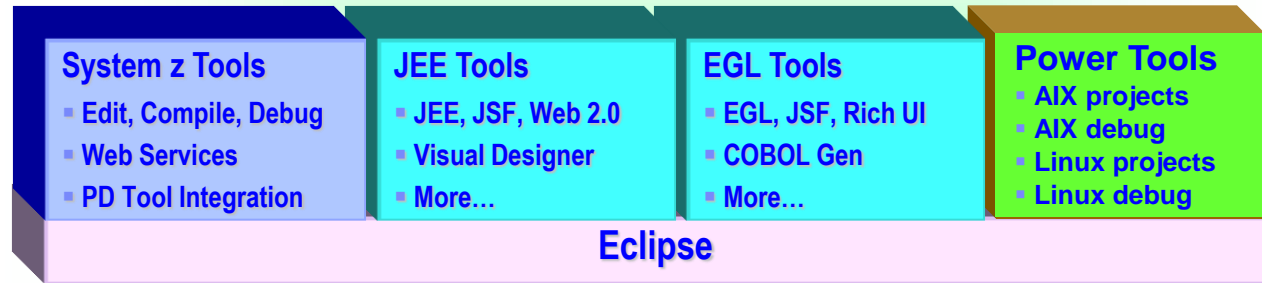 System z Tools
▪ Edit, Compile, Debug
▪ Web Services
▪ PD Tool Integration
JEE Tools
▪ JEE, JSF, Web 2.0
▪ Visual Designer
▪ More…
EGL Tools
▪ EGL, JSF, Rich UI
▪ COBOL Gen
▪ More…
Power Tools
▪ AIX projects
▪ AIX debug
▪ Linux projects
▪ Linux debug
Eclipse